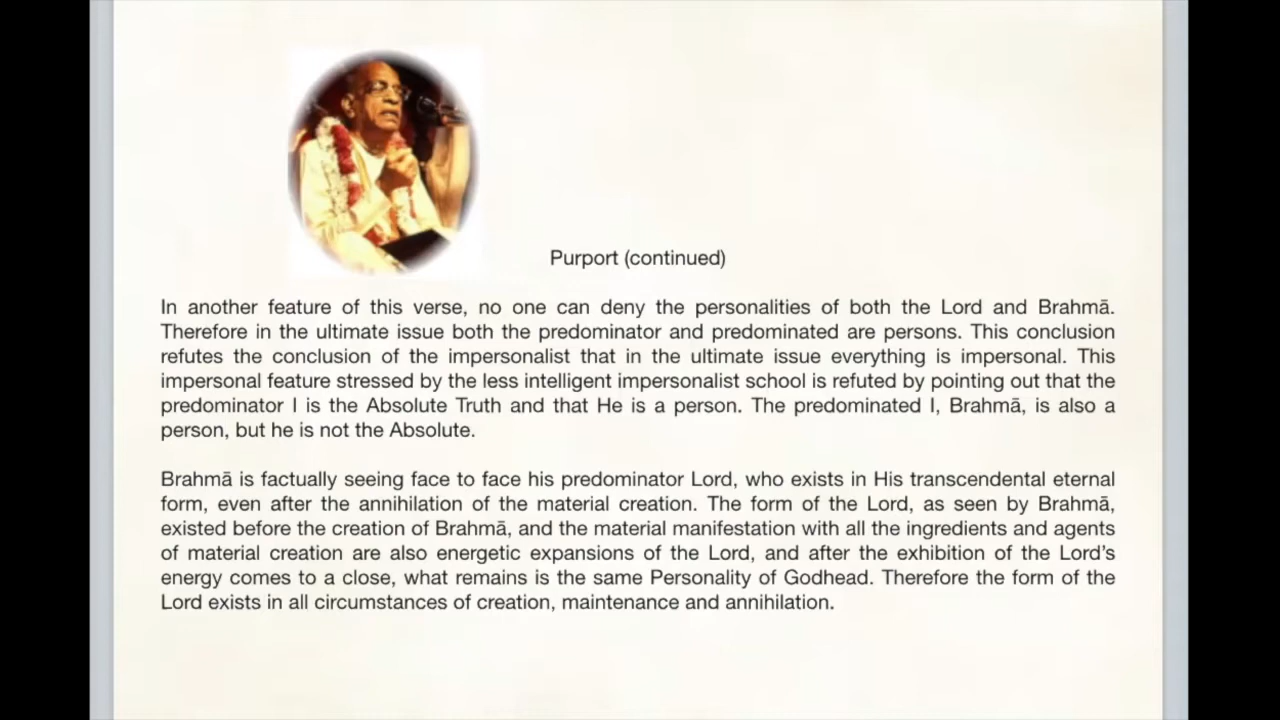 Purport (continued)
In another feature of this verse, no one can deny the personalities of both the Lord and Brahmā.
Therefore in the ultimate issue both the predominator and predominated are persons. This conclusion
refutes the conclusion of the impersonalist that in the ultimate issue everything is impersonal. This
impersonal feature stressed by the less intelligent impersonalist school is refuted by pointing out that the
predominator I is the Absolute Truth and that He is a person. The predominated I, Brahmā, is also a
person, but he is not the Absolute.
Brahmā is factually seeing face to face his predominator Lord, who exists in His transcendental eternal
form, even after the annihilation of the material creation. The form of the Lord, as seen by Brahmā,
existed before the creation of Brahmā, and the material manifestation with all the ingredients and agents
of material creation are also energetic expansions of the Lord, and after the exhibition of the Lord’s
energy comes to a close, what remains is the same Personality of Godhead. Therefore the form of the
Lord exists in all circumstances of creation, maintenance and annihilation.